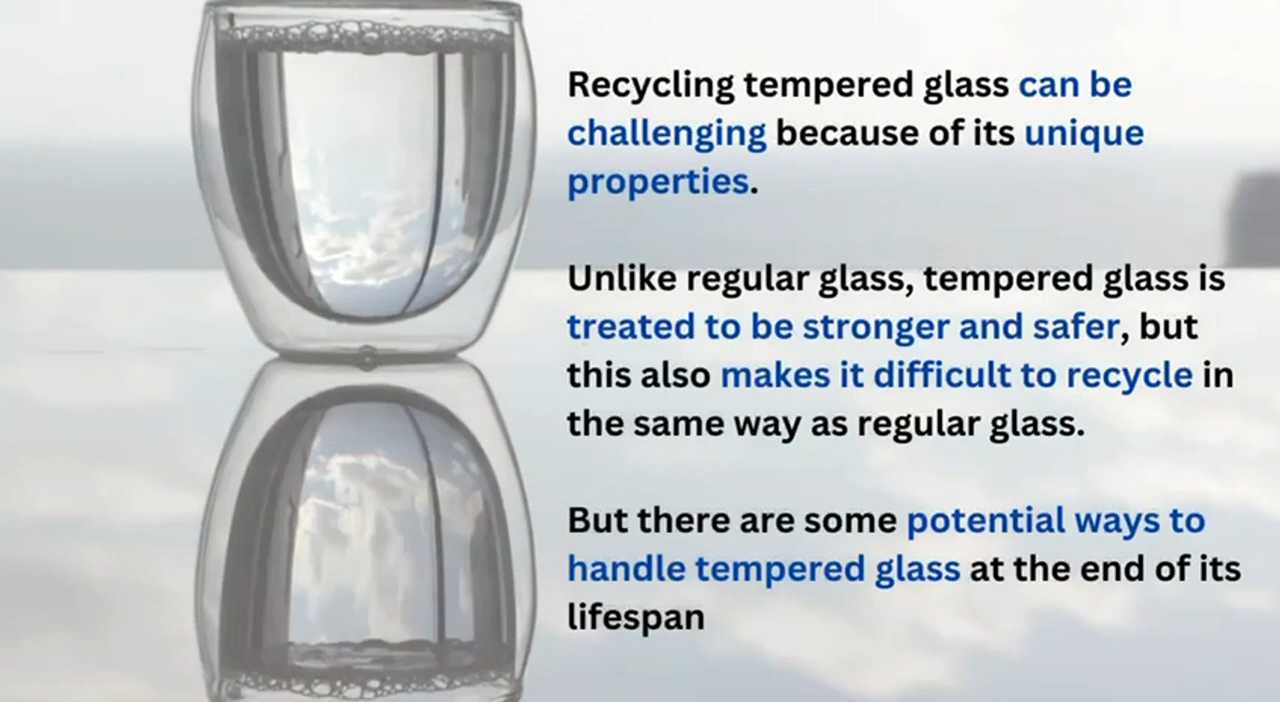 Recycling tempered glass can be
challenging because of its unique
properties.
Unlike regular glass, tempered glass is
treated to be stronger and safer, but
this also makes it difficult to recycle in
the same way as regular glass.
But there are some potential ways to
handle tempered glass at the end of its
lifespan